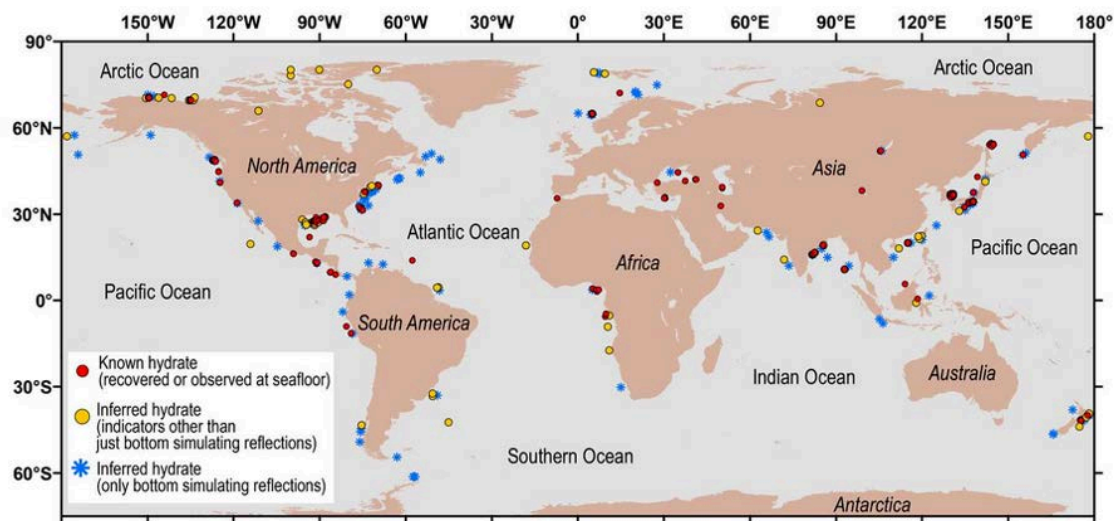 150°W 120°W 90°W 60°W 30°W 0° 30°E 60°E 90°E 120°E 150°E 180°
90°
Arctic Ocean Arctic Ocean
60°N
North America Asia
30°N
Atlantic Ocean Pacific Ocean
Africa
Pacific Ocean
0°
South America
Known hydrate
(recovered or observed at seafloor)
Indian Ocean Australia
30°S
Inferred hydrate
(indicators other than
just bottom simulating reflections)
Southern Ocean
60°S
Inferred hydrate
(only bottom simulating reflections)
Antarctica